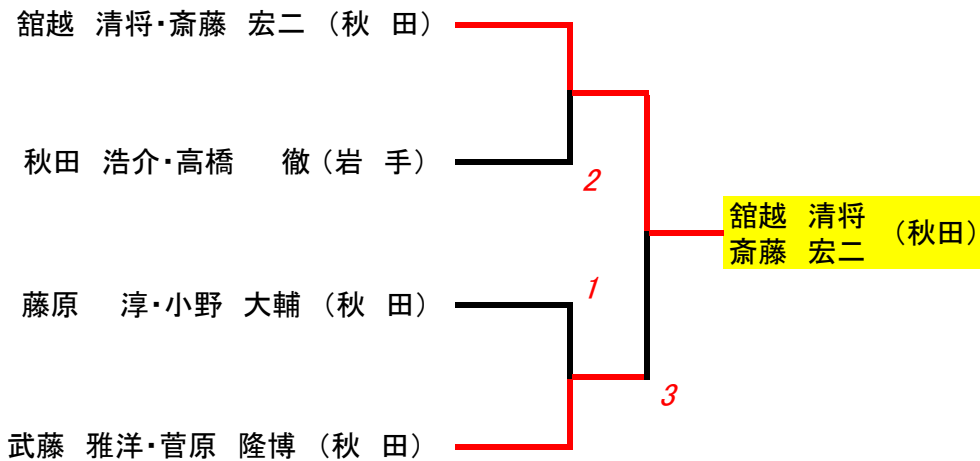 舘越 清将・斎藤 宏二 （秋 田）
秋田 浩介・高橋 徹（岩 手）
2
舘越 清将
斎藤 宏二
（秋田）
1
藤原 淳・小野 大輔 （秋 田）
3
武藤 雅洋・菅原 隆博 （秋 田）